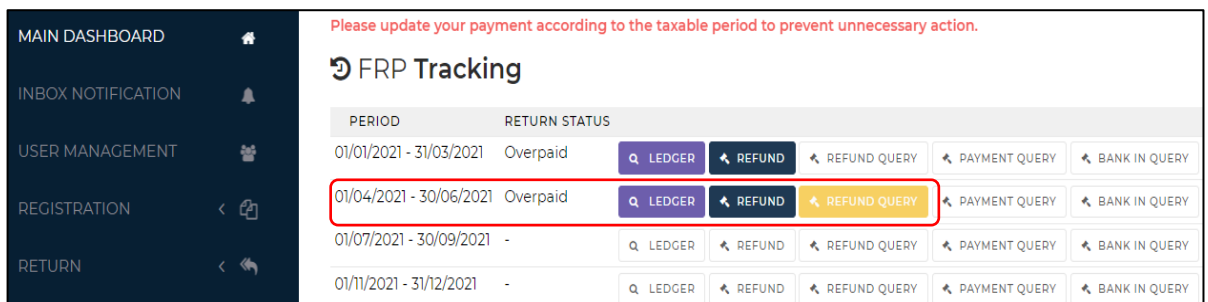 Please update your payment according to the taxable period to prevent unnecessary action.
MAIN DASHBOARD
FRP Tracking
INBOX NOTIFICATION
PERIOD RETURN STATUS
USER MANAGEMENT
01/01/2021 - 31/03/2021 Overpaid LEDGER REFUND REFUND QUERY PAYMENT QUERY BANK IN QUERY
01/04/2021 - 30/06/2021 Overpaid LEDGER REFUND REFUND QUERY PAYMENT QUERY BANK IN QUERY
REGISTRATION
01/07/2021 - 30/09/2021 - LEDGER REFUND REFUND QUERY PAYMENT QUERY BANK IN QUERY
RETURN
01/11/2021 - 31/12/2021 - LEDGER REFUND REFUND QUERY PAYMENT QUERY BANK IN QUERY